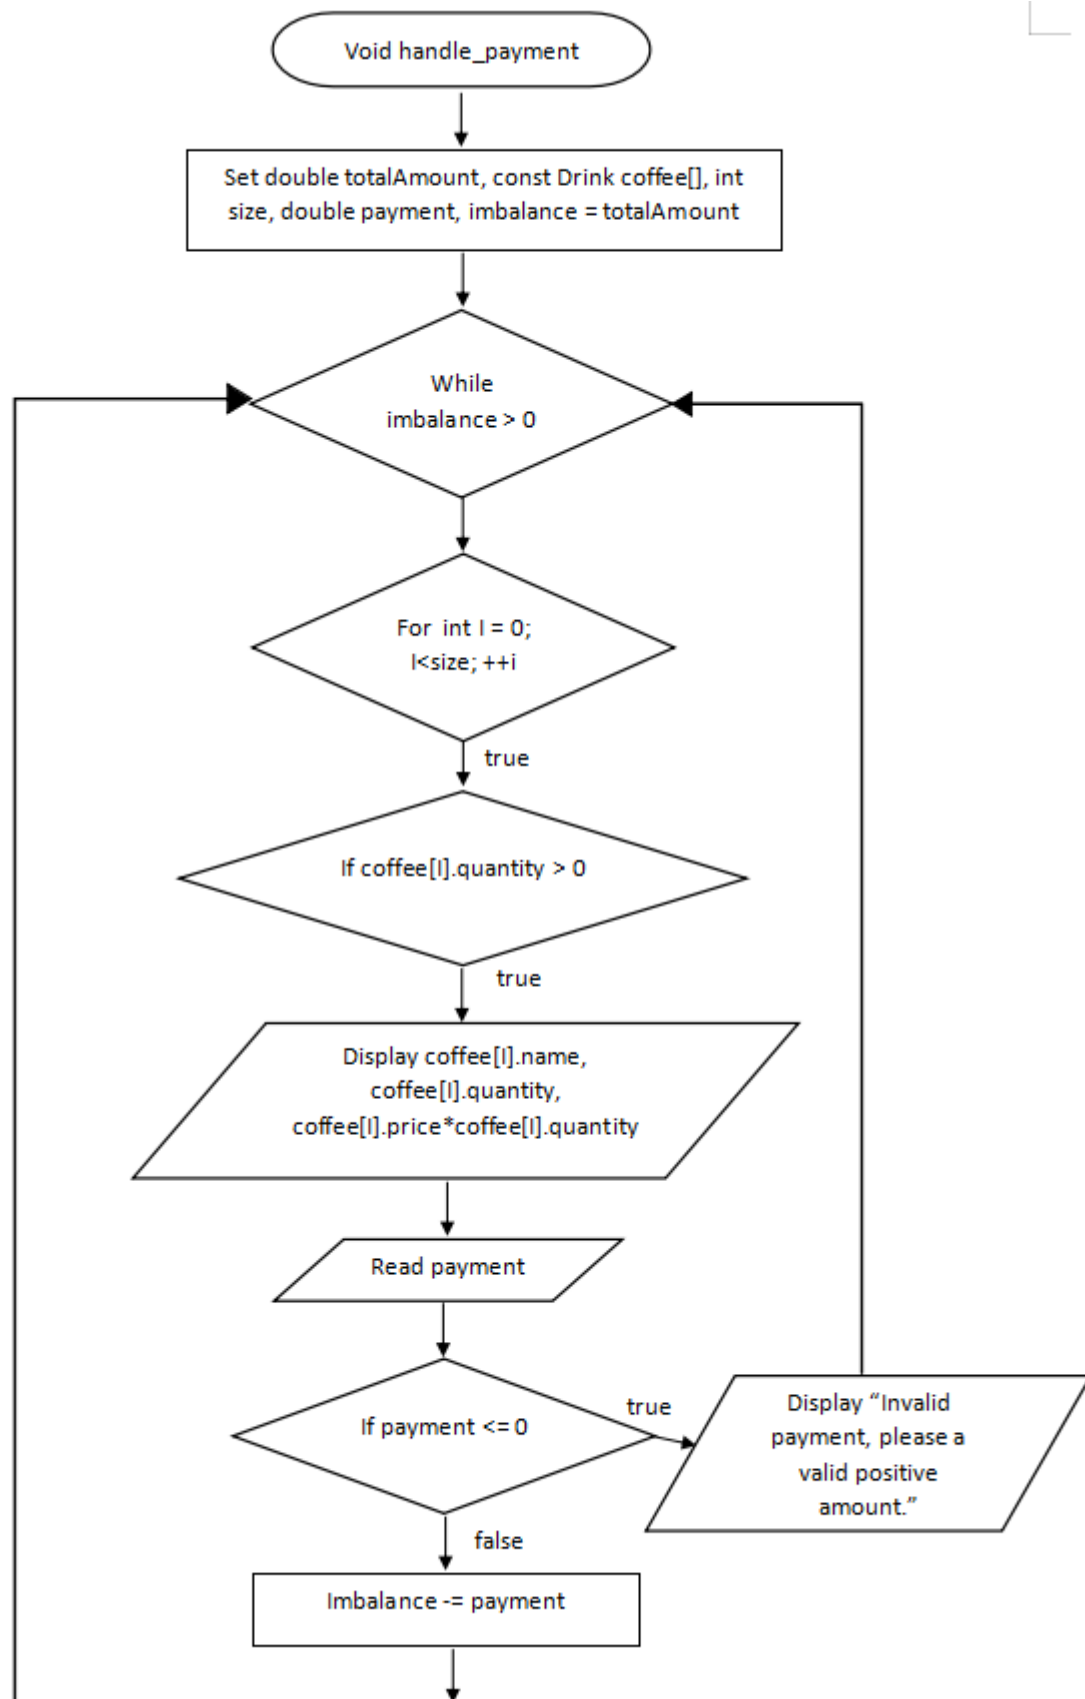 Void handle_payment
Set double totalAmount, const Drink coffee[], int
size, double payment, imbalance = totalAmount
While
imbalance > 0
For  int I = 0;
I<size; ++i
true
If coffee[I].quantity > 0
true
Display coffee[I].name,
coffee[I].quantity,
coffee[I].price*coffee[I].quantity
Read payment
If payment <= 0
true
Display “Invalid
payment, please a
valid positive
amount.”
false
Imbalance -= payment